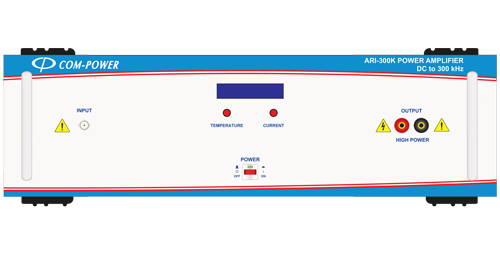 COM-POWER
ARI-300K POWER AMPLIFIER
DC to 300 kHz
INPUT
TEMPERATURE
CURRENT
OUTPUT
HIGH POWER
POWER
OFF
ON